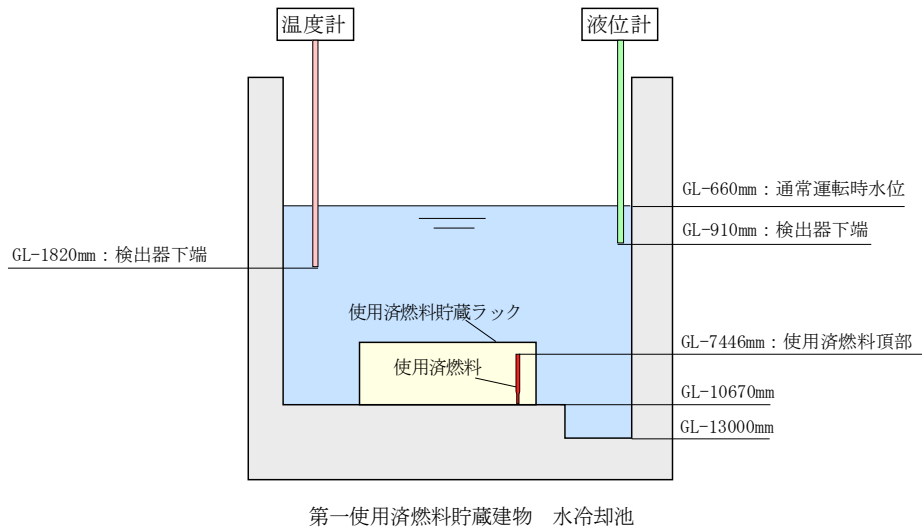 温度計
液位計
GL-660mm：通常運転時水位
GL-910mm：検出器下端
GL-1820mm：検出器下端
使用済燃料貯蔵ラック
GL-7446mm：使用済燃料頂部
使用済燃料
GL-10670mm
GL-13000mm
第一使用済燃料貯蔵建物　水冷却池